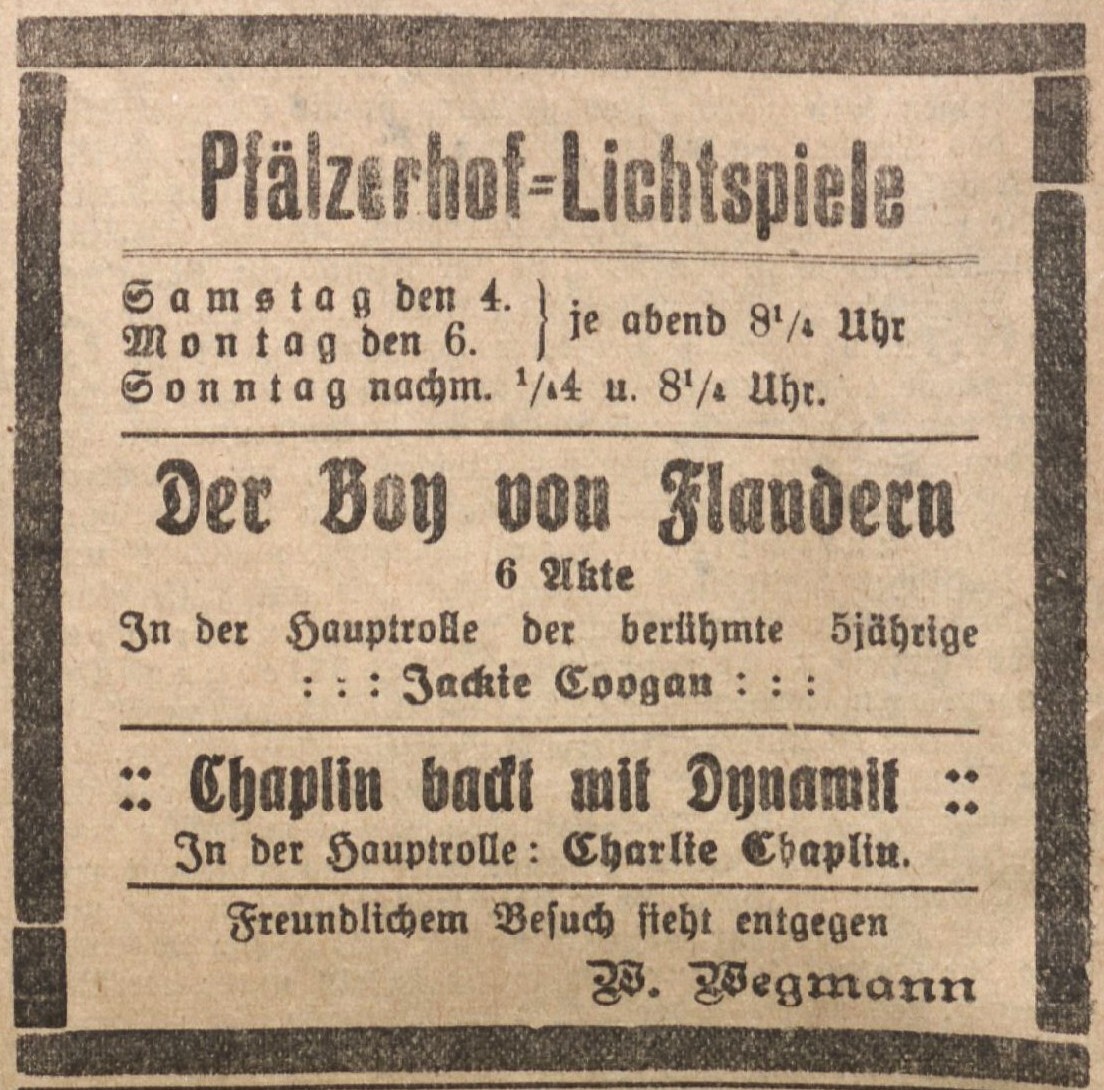 Pfälzerhof=Lichtspiele
Samstag den 4. } je abend 8¹/₄ Uhr
Montag den 6.
Sonntag nachm. ¹/₄4 u. 8¹/₄ Uhr.
Der Boy von Flandern
6 Akte
In der Hauptrolle der berühmte 5jährige
: : : Jackie Coogan : : :
:: Chaplin backt mit Dynamit ::
In der Hauptrolle: Charlie Chaplin.
Freundlichem Besuch sieht entgegen
W. Wegmann